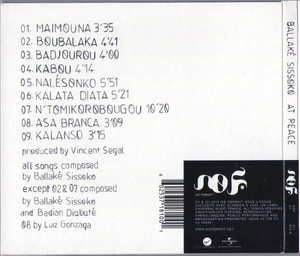 01. MAIMOUNA 3'35
02. BOUBALAKA 4'41
03. BADJOUROU 4'00
04. KABOU 4'14
05. NALÉSONKO 5'51
06. KALATA DIATA 5'21
07. N'TOMIKOROBOUGOU 10'20
08. ASA BRANCA 3'09
09. KALANSO 3'15
produced by Vincent Segal
all songs composed
by Ballaké Sissoko
except 02 & 07 composed
by Ballaké Sissoko
and Badian Diabaté
08 by Luiz Gonzaga
BALLAKÉ SISSOKO AT PEACE
NØF.
NØF.